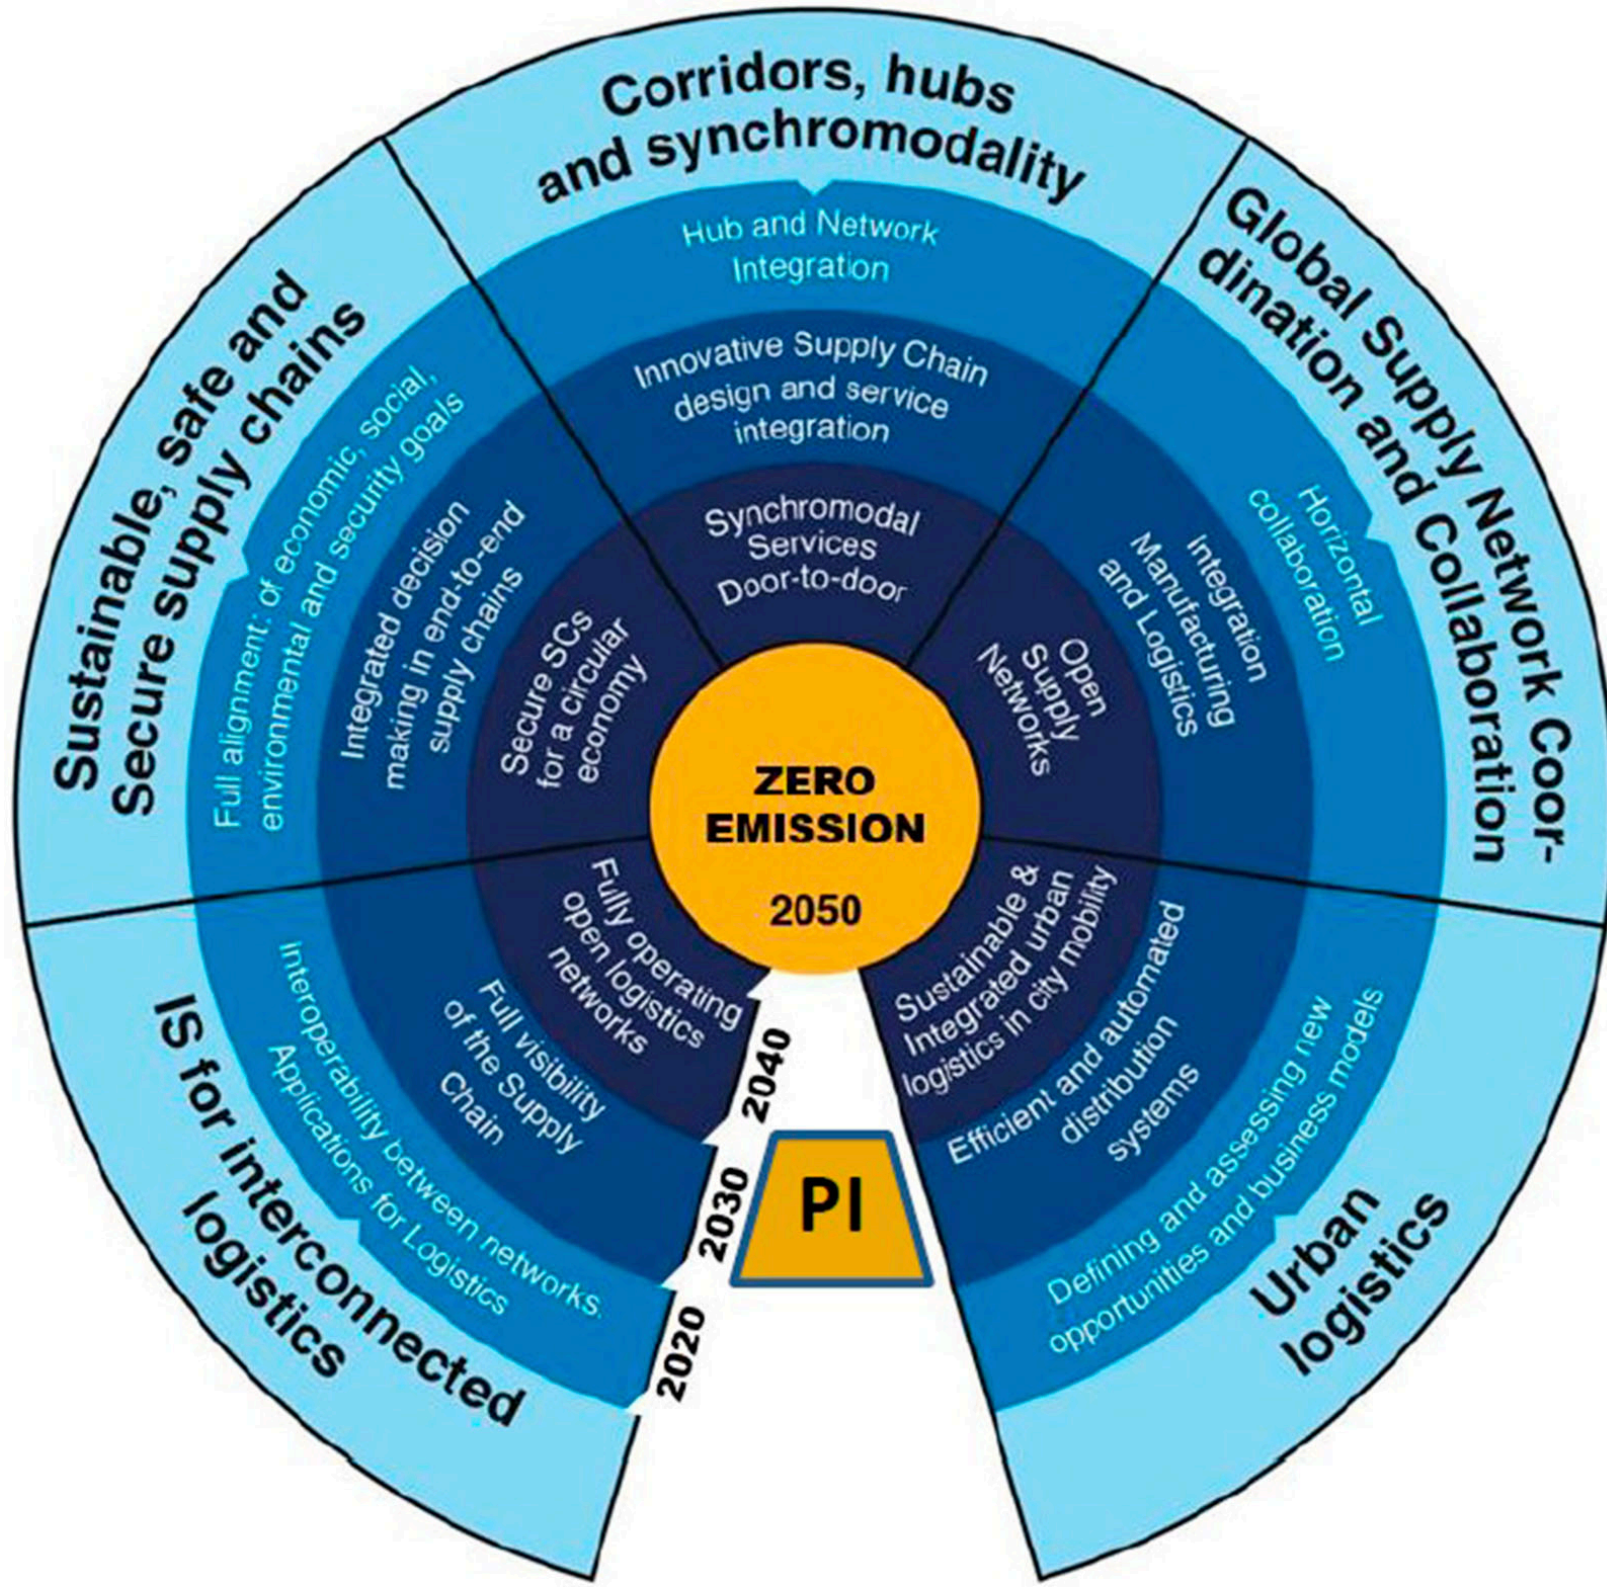 Corridors, hubs
and synchromodality
Hub and Network
Integration
Innovative Supply Chain
design and service
integration
Synchromodal
Services
Door-to-door
Global Supply Network Coor-
dination and Collaboration
Horizontal
collaboration
Integration
Manufacturing
and Logistics
Open
Supply
Networks
Urban
logistics
Defining and assessing new
opportunities and business models
Efficient and automated
distribution
systems
Sustainable &
Integrated urban
logistics in city mobility
IS for interconnected
logistics
Interoperability between networks.
Applications for Logistics
Full visibility
of the Supply
Chain
Fully operating
open logistics
networks
Sustainable, safe and
Secure supply chains
Full alignment: of economic, social,
environmental and security goals
Integrated decision
making in end-to-end
supply chains
Secure SCs
for a circular
economy
ZERO
EMISSION
2050
2040
2030
2020
PI